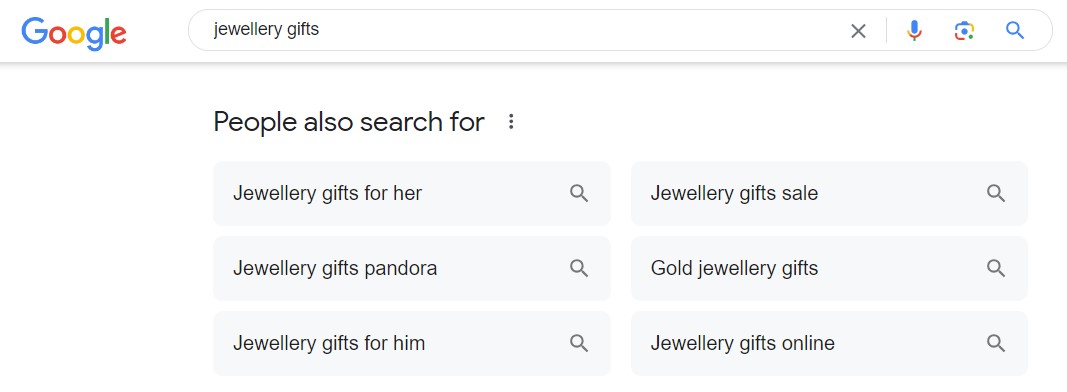 Google
jewellery gifts
People also search for
Jewellery gifts for her
Jewellery gifts sale
Jewellery gifts pandora
Gold jewellery gifts
Jewellery gifts for him
Jewellery gifts online